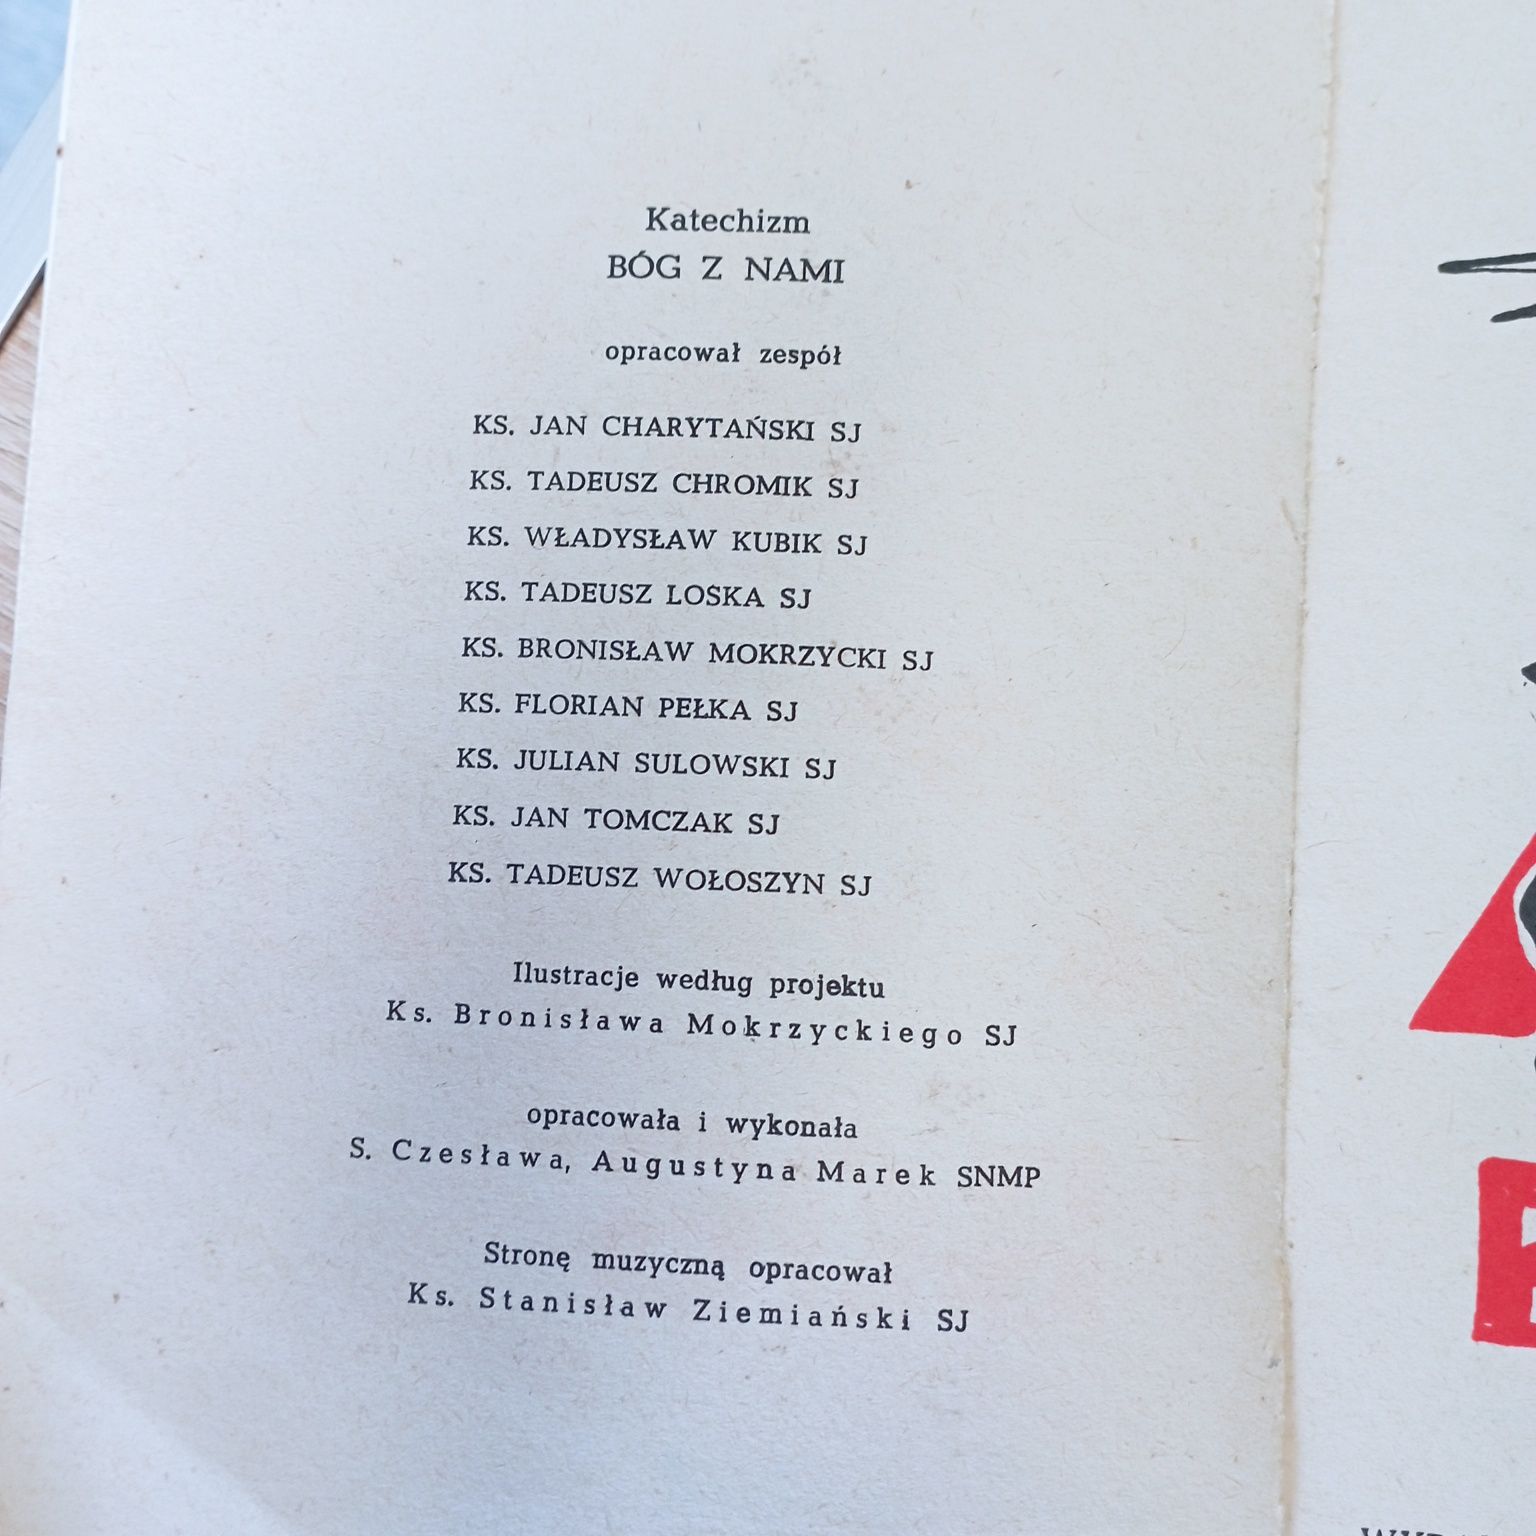 Katechizm
BÓG Z NAMI
opracował zespół
KS. JAN CHARYTAŃSKI SJ
KS. TADEUSZ CHROMIK SJ
KS. WŁADYSŁAW KUBIK SJ
KS. TADEUSZ LOSKA SJ
KS. BRONISŁAW MOKRZYCKI SJ
KS. FLORIAN PEŁKA SJ
KS. JULIAN SULOWSKI SJ
KS. JAN TOMCZAK SJ
KS. TADEUSZ WOŁOSZYN SJ
Ilustracje według projektu
Ks. Bronisława Mokrzyckiego SJ
opracowała i wykonała
S. Czesława, Augustyna Marek SNMP
Stronę muzyczną opracował
Ks. Stanisław Ziemiański SJ